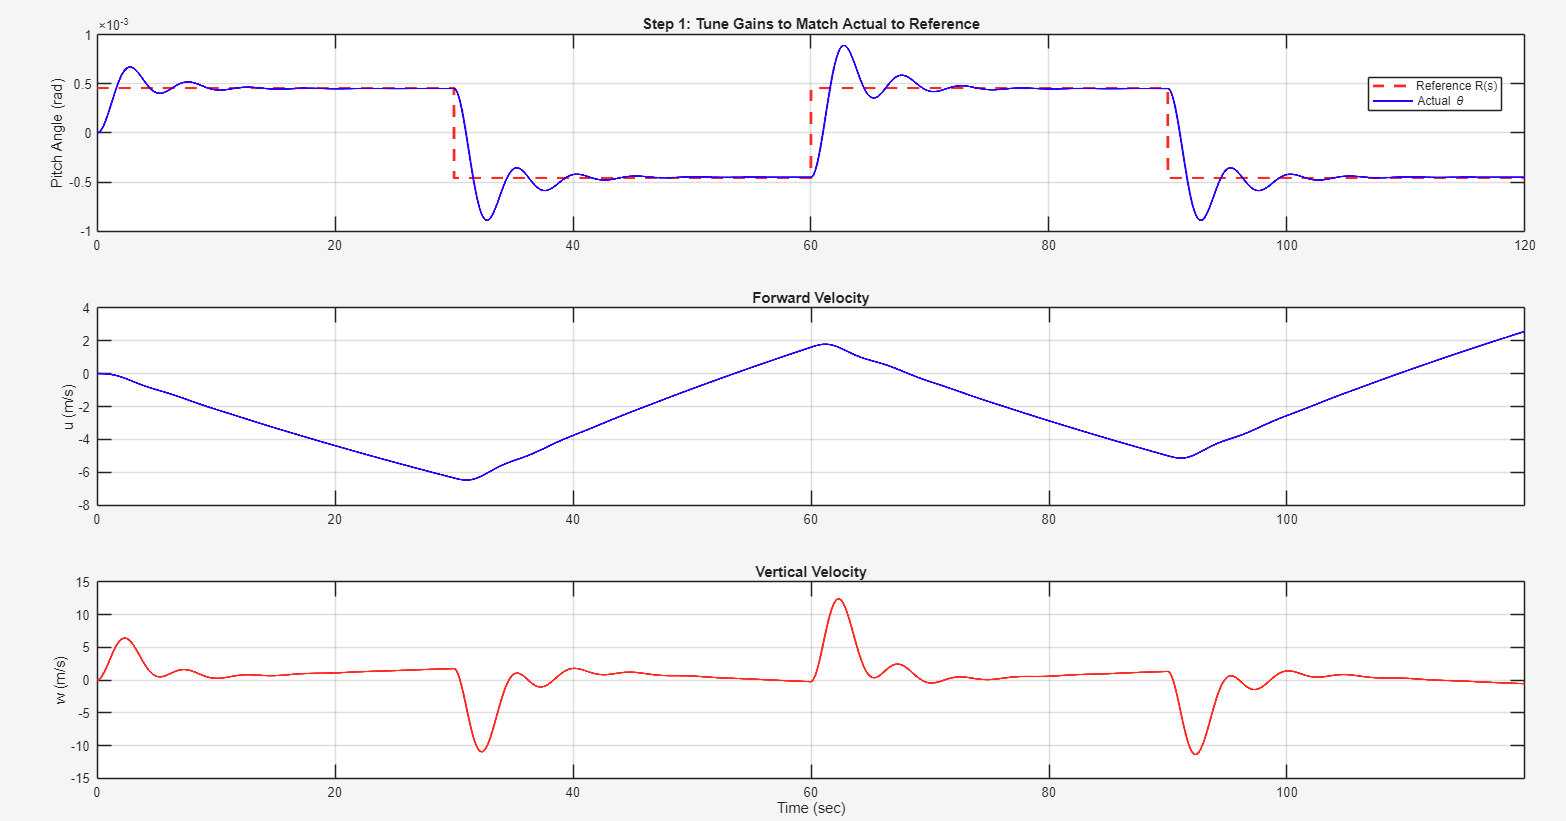 Step 1: Tune Gains to Match Actual to Reference
×10-3
1
0.5
0
-0.5
-1
Pitch Angle (rad)
Reference R(s)
Actual θ
0 20 40 60 80 100 120
Forward Velocity
4
2
0
-2
-4
-6
-8
u (m/s)
0 20 40 60 80 100
Vertical Velocity
15
10
5
0
-5
-10
-15
w (m/s)
0 20 40 60 80 100
Time (sec)